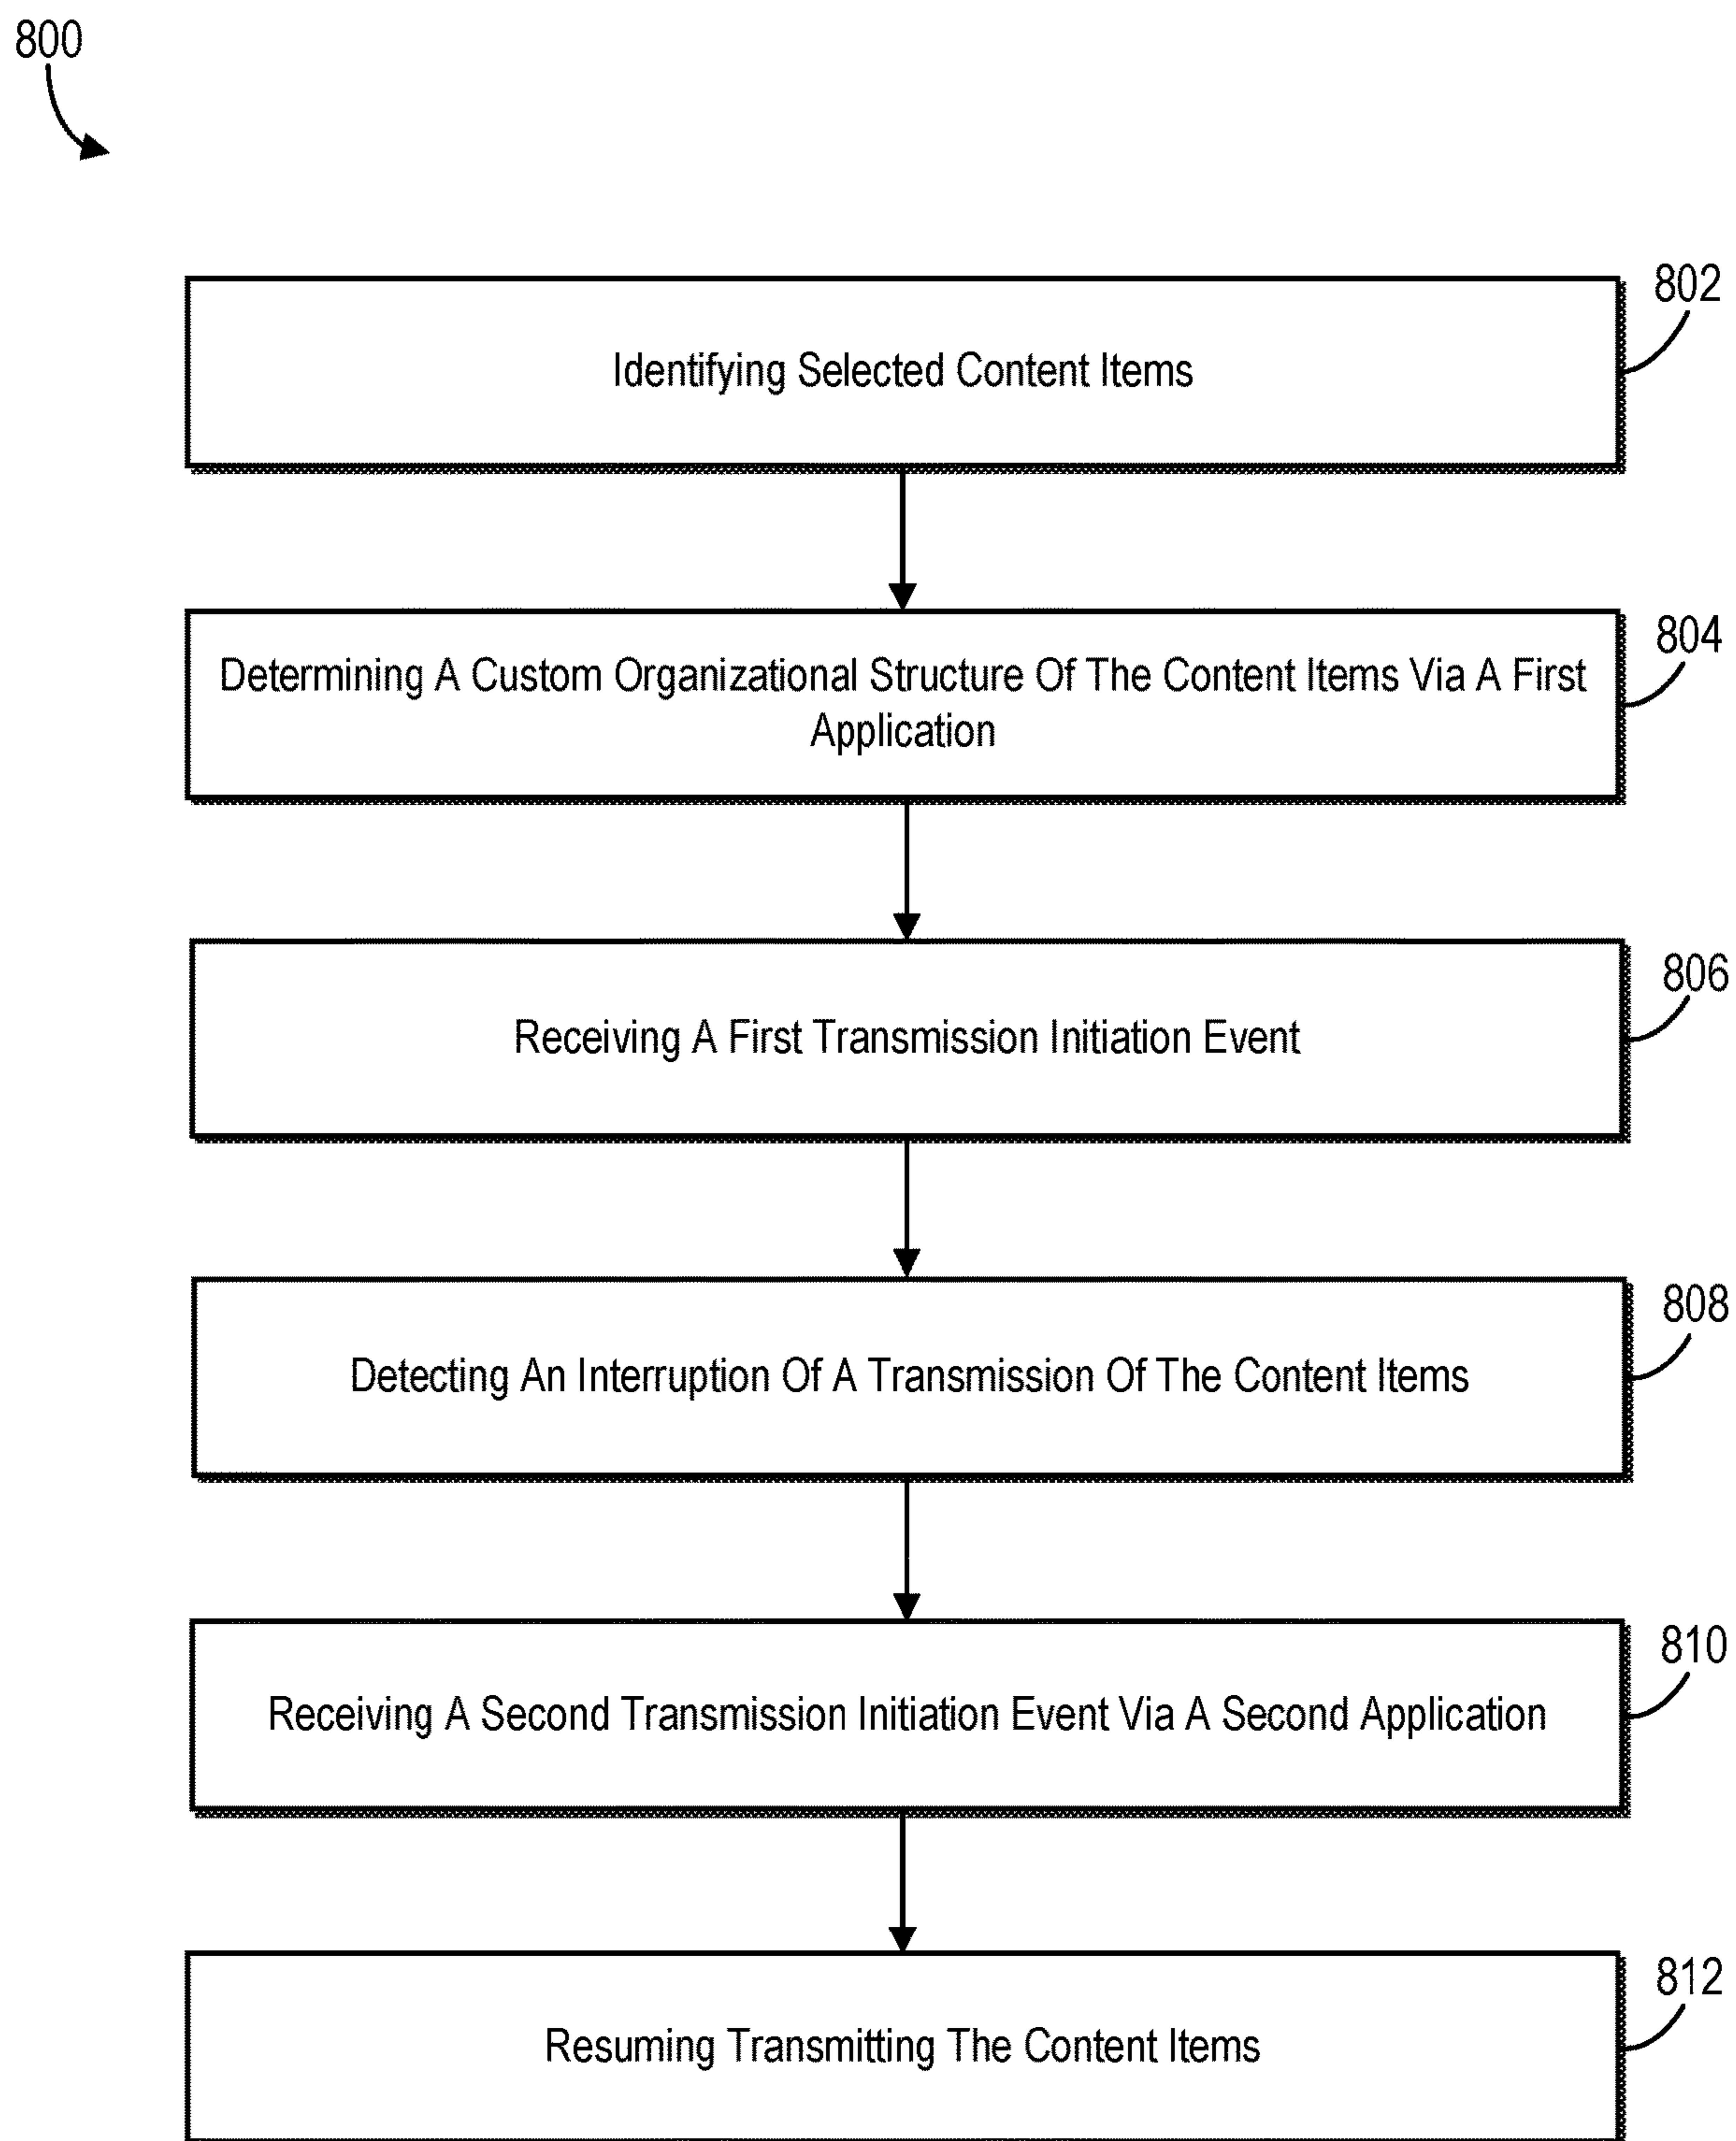 800
802
Identifying Selected Content Items
804
Determining A Custom Organizational Structure Of The Content Items Via A First
Application
806
Receiving A First Transmission Initiation Event
808
Detecting An Interruption Of A Transmission Of The Content Items
810
Receiving A Second Transmission Initiation Event Via A Second Application
812
Resuming Transmitting The Content Items